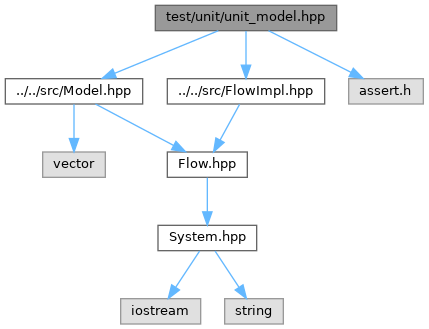 test/unit/unit_model.hpp
../../src/Model.hpp
../../src/FlowImpl.hpp
assert.h
vector
Flow.hpp
System.hpp
iostream
string